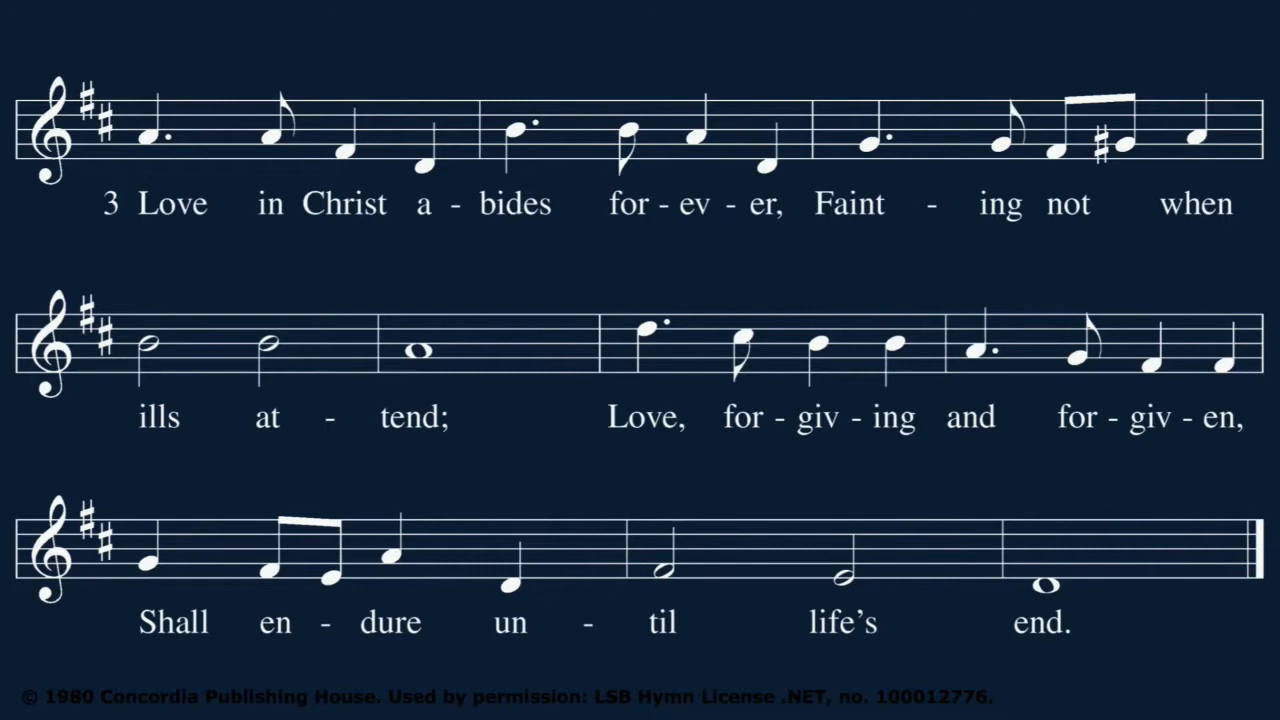 3 Love in Christ a - bides for - ev - er, Faint - ing not when
ills at - tend; Love, for - giv - ing and for - giv - en,
Shall en - dure un - til life's end.
© 1980 Concordia Publishing House. Used by permission: LSB Hymn License .NET, no. 100012776.